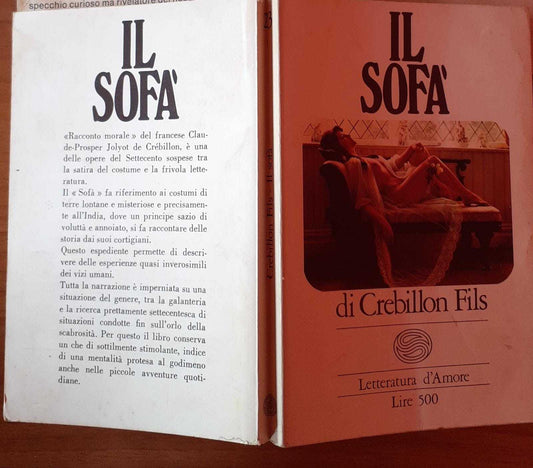 specchio curioso ma rivelatore dei
IL
SOFA'
«Racconto morale» del francese Clau-
de-Prosper Jolyot de Crébillon, è una
delle opere del Settecento sospese tra
la satira del costume e la frivola lette-
ratura.
Il « Sofà » fa riferimento ai costumi di
terre lontane e misteriose e precisamen-
te all'India, dove un principe sazio di
voluttà e annoiato, si fa raccontare delle
storia dai suoi cortigiani.
Questo espediente permette di descri-
vere delle esperienze quasi inverosimili
dei vizi umani.
Tutta la narrazione è imperniata su una
situazione del genere, tra la galanteria
e la ricerca prettamente settecentesca di
situazioni condotte fin sull'orlo della
scabrosità. Per questo il libro conserva
un che di sottilmente stimolante, indice
di una mentalità protesa al godimento
anche nelle piccole avventure quoti-
diane.
Crebillon Fils - Il sofà
IL
SOFA'
di Crebillon Fils
Letteratura d'Amore
Lire 500